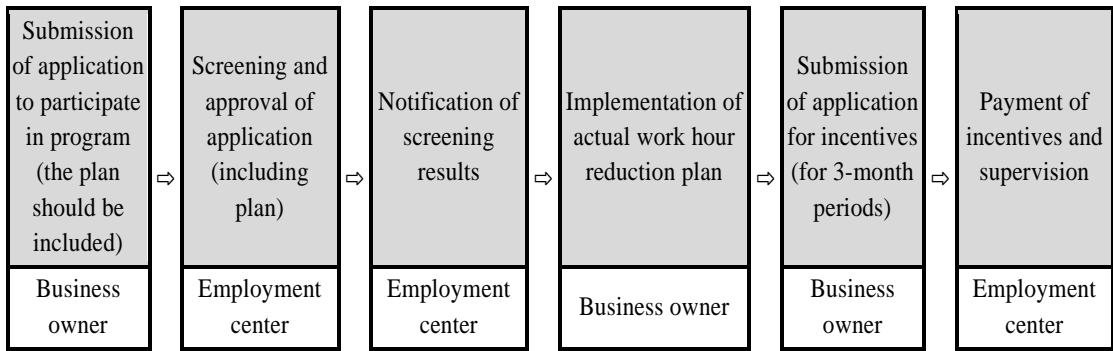 Submission
of application
to participate
in program
(the plan
should be
included)
Business
owner
⇨
Screening and
approval of
application
(including
plan)
Employment
center
⇨
Notification of
screening
results
Employment
center
⇨
Implementation of
actual work hour
reduction plan
Business owner
⇨
Submission
of application
for incentives
(for 3-month
periods)
Business
owner
⇨
Payment of
incentives and
supervision
Employment
center